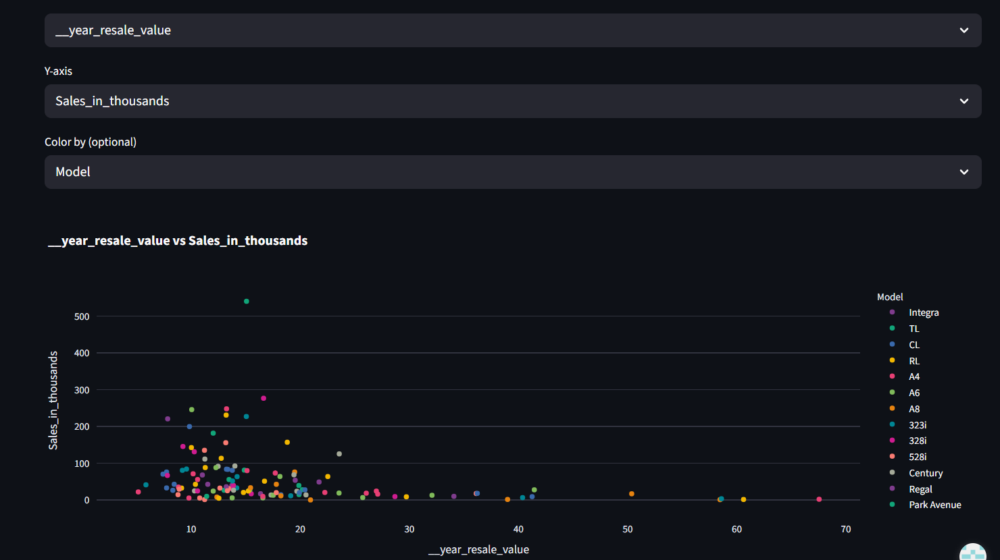 __year_resale_value
Y-axis
Sales_in_thousands
Color by (optional)
Model
__year_resale_value vs Sales_in_thousands
Model
Integra
TL
CL
RL
A4
A6
A8
323i
328i
528i
Century
Regal
Park Avenue
Sales_in_thousands
500
400
300
200
100
0
10 20 30 40 50 60 70
__year_resale_value